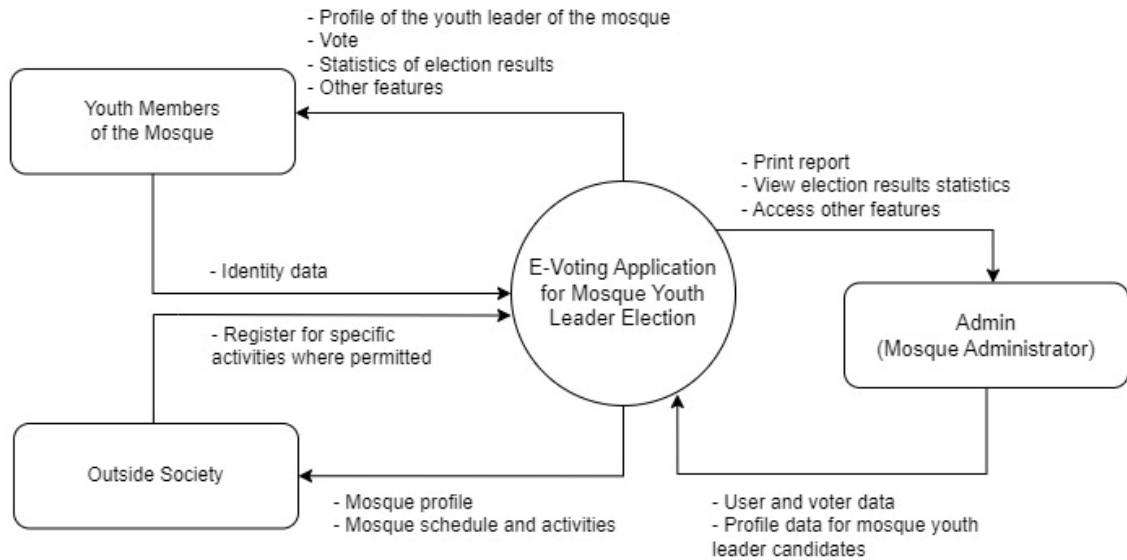 - Profile of the youth leader of the mosque
- Vote
- Statistics of election results
- Other features
Youth Members
of the Mosque
- Print report
- View election results statistics
- Access other features
- Identity data
E-Voting Application
for Mosque Youth
Leader Election
- Register for specific
activities where permitted
Admin
(Mosque Administrator)
Outside Society
- Mosque profile
- Mosque schedule and activities
- User and voter data
- Profile data for mosque youth
leader candidates